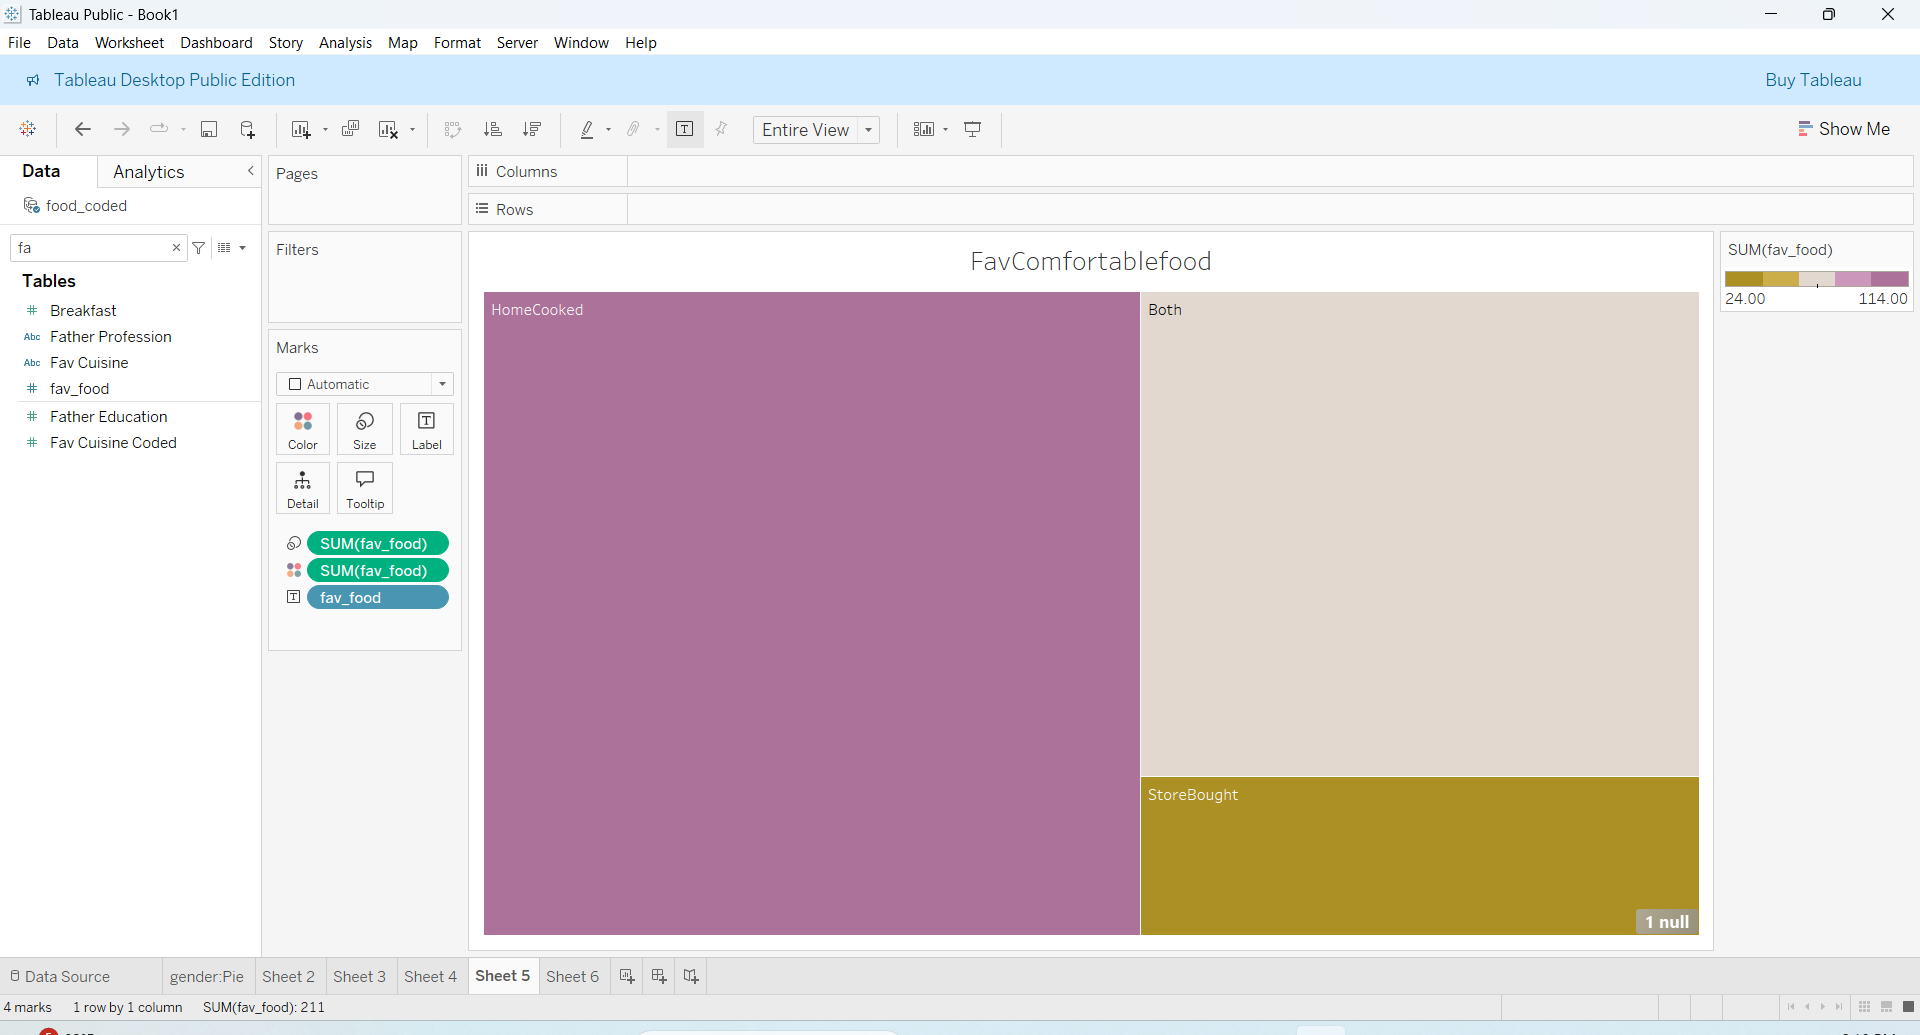 Tableau Public - Book1
File Data Worksheet Dashboard Story Analysis Map Format Server Window Help
Tableau Desktop Public Edition
Buy Tableau
Entire View
Show Me
Data
Analytics
food_coded
fa
Tables
Breakfast
Abc Father Profession
Abc Fav Cuisine
fav_food
Father Education
Fav Cuisine Coded
Pages
Filters
Marks
Automatic
Color
Size
Label
Detail
Tooltip
SUM(fav_food)
SUM(fav_food)
fav_food
Columns
Rows
FavComfortablefood
HomeCooked
Both
StoreBought
1 null
SUM(fav_food)
24.00
114.00
Data Source
gender:Pie
Sheet 2
Sheet 3
Sheet 4
Sheet 5
Sheet 6
4 marks
1 row by 1 column
SUM(fav_food): 211